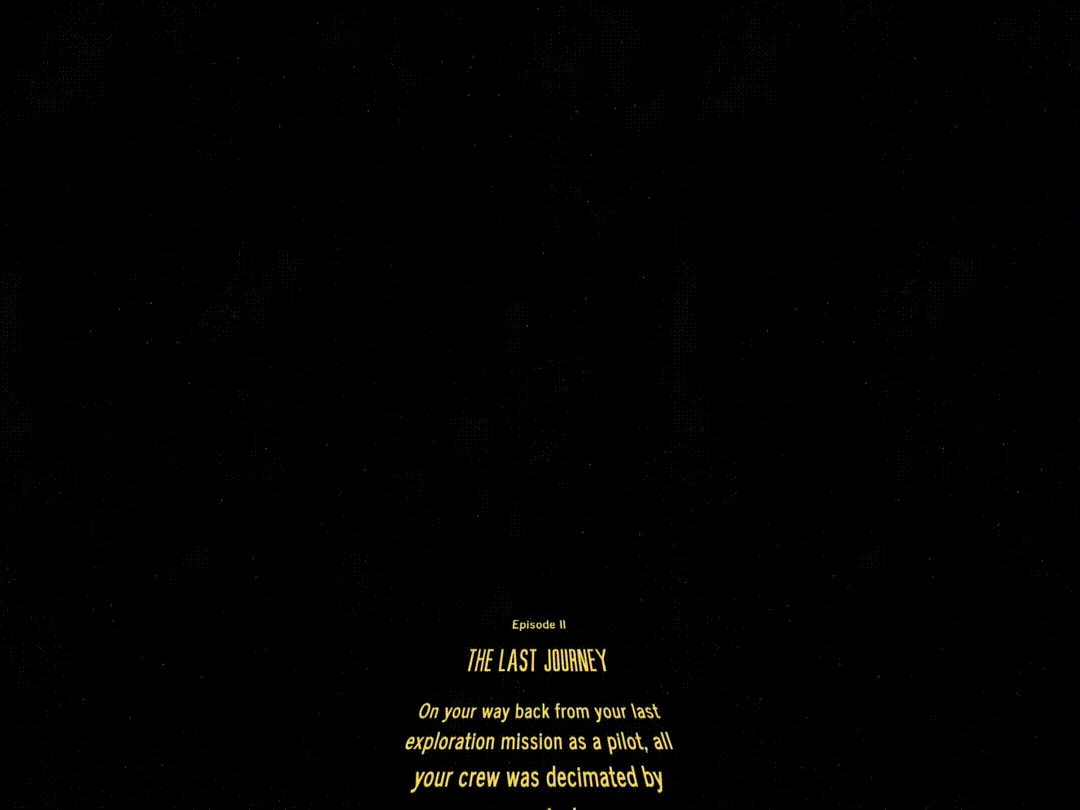 Episode II
THE LAST JOURNEY
On your way back from your last
exploration mission as a pilot, all
your crew was decimated by